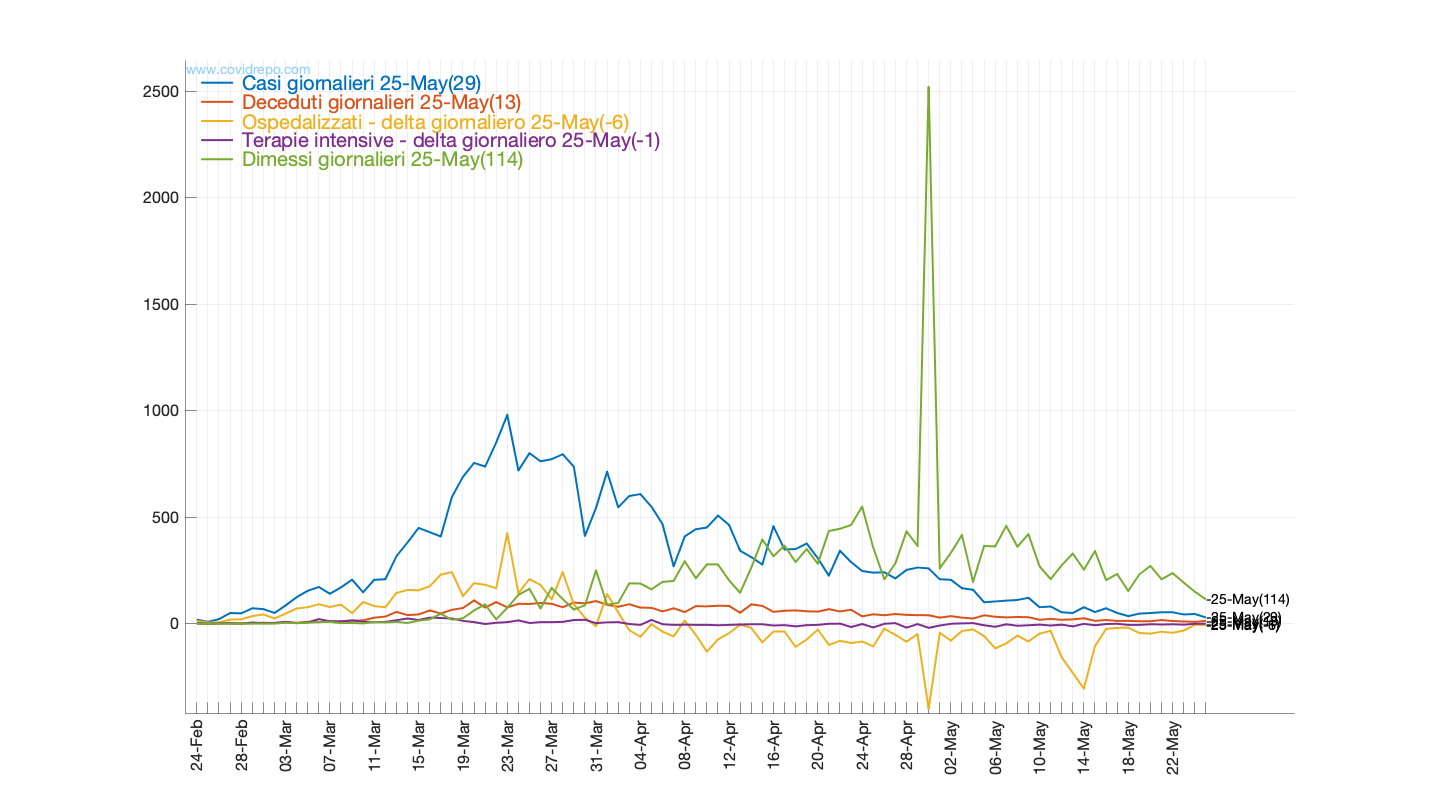 www.covidrepo.com
Casi giornalieri 25-May(29)
Deceduti giornalieri 25-May(13)
Ospedalizzati - delta giornaliero 25-May(-6)
Terapie intensive - delta giornaliero 25-May(-1)
Dimessi giornalieri 25-May(114)
2500
2000
1500
1000
500
0
-25-May(114)
24-Feb
28-Feb
03-Mar
07-Mar
11-Mar
15-Mar
19-Mar
23-Mar
27-Mar
31-Mar
04-Apr
08-Apr
12-Apr
16-Apr
20-Apr
24-Apr
28-Apr
02-May
06-May
10-May
14-May
18-May
22-May